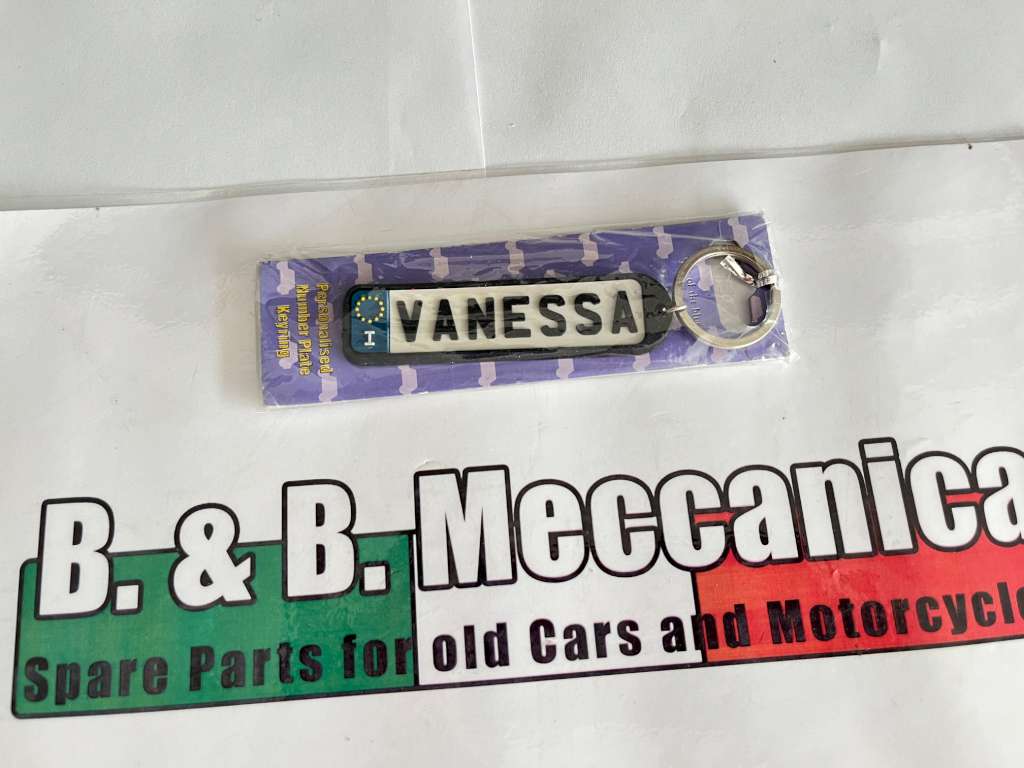 Personalised
Number Plate
Keyring
I
VANESSA
B. & B. Meccanica
Spare Parts for old Cars and Motorcycle